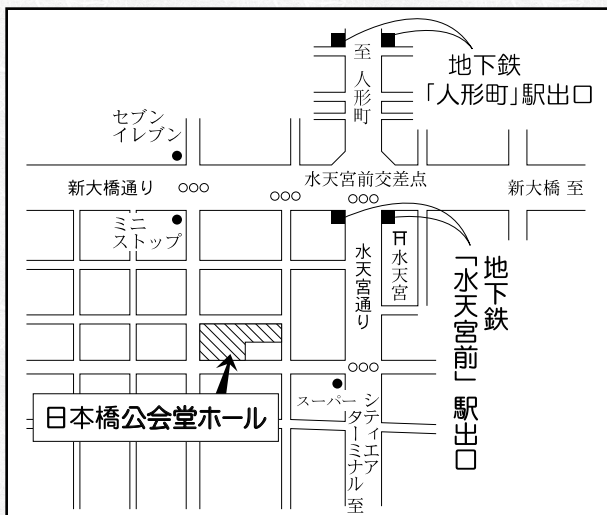 至
人形町
地下鉄
「人形町」駅出口
セブン
イレブン
新大橋通り
水天宮前交差点
新大橋 至
ミニ
ストップ
水天宮通り
水天宮
地下鉄
「水天宮前」駅出口
スーパー
シティエア
ターミナル
至
日本橋公会堂ホール